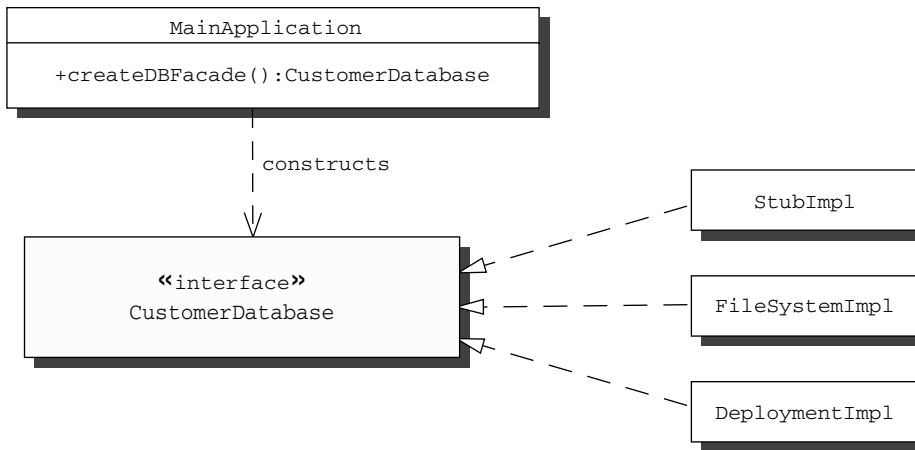 MainApplication
+createDBFacade():CustomerDatabase
constructs
StubImpl
«interface»
CustomerDatabase
FileSystemImpl
DeploymentImpl